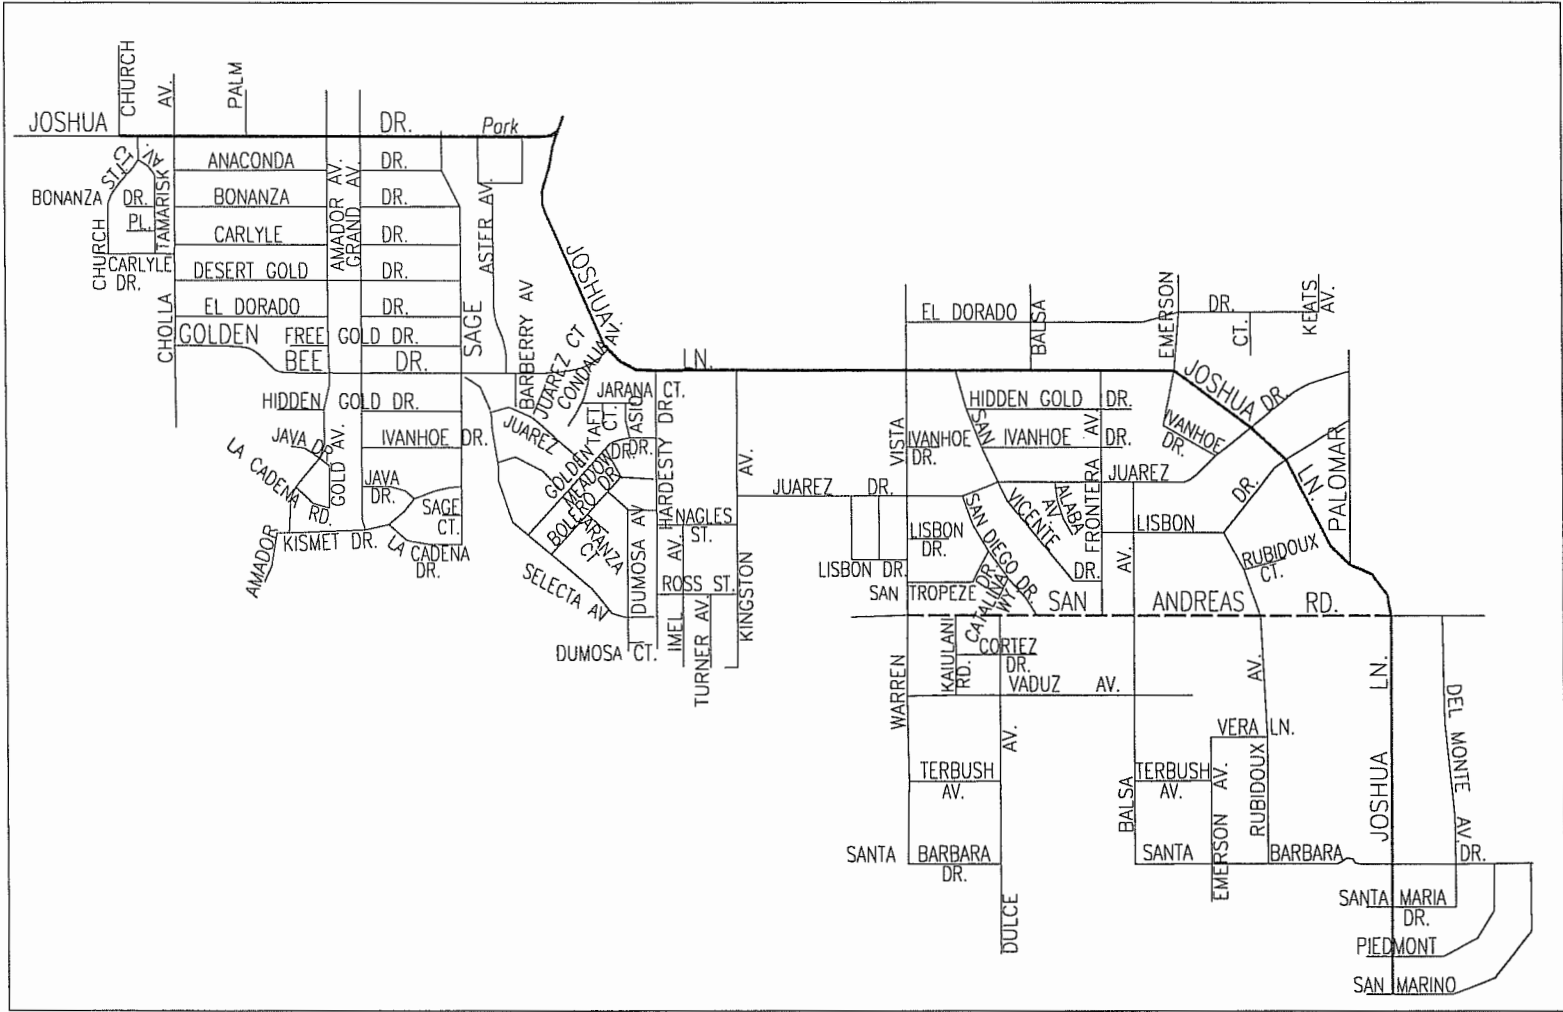 CHURCH
AV.
PALM
JOSHUA DR.
Park
CHURCH ST.
TAMARISK AV.
ANACONDA DR.
BONANZA DR.
BONANZA DR.
PL.
CARLYLE DR.
CARLYLE DR.
DESERT GOLD DR.
EL DORADO DR.
CHOLLA
AMADOR AV.
GRAND AV.
ASTER AV.
SAGE
GOLDEN BEE DR.
FREE GOLD DR.
HIDDEN GOLD DR.
IVANHOE DR.
JAVA DR.
JAVA DR.
GOLD AV.
LA CADENA RD.
SAGE CT.
KISMET DR.
LA CADENA DR.
AMADOR
BARBERRY AV
JUAREZ CT
CONDALIA AV.
JOSHUA LN.
JARANA CT.
TAFT CT.
ASIO DR.
JUAREZ
GOLDEN
MEADOW DR.
BOLERO DR.
ARANZA CT
SELECTA AV
DUMOSA AV
HARDESTY DR.
NAGLES ST.
ROSS ST.
DUMOSA CT.
IMEL AV.
TURNER AV.
KINGSTON AV.
EL DORADO DR.
BALSA
EMERSON
CT.
KEATS AV.
JOSHUA LN.
DR.
HIDDEN GOLD DR.
VISTA
IVANHOE DR.
SAN
IVANHOE DR.
IVANHOE DR.
AV.
FRONTERA
JUAREZ DR.
JUAREZ
DR.
PALOMAR
VICENTE DR.
ALABA AV
LISBON DR.
LISBON DR.
LISBON
SAN DIEGO DR.
RUBIDOUX CT.
SAN TROPEZE DR.
CATALINA WY.
SAN ANDREAS RD.
AV.
WARREN
KAIULANI RD.
CORTEZ DR.
VADUZ AV.
AV.
DULCE
TERBUSH AV.
TERBUSH AV.
VERA LN.
RUBIDOUX AV.
EMERSON AV.
BALSA
JOSHUA LN.
DEL MONTE AV.
SANTA BARBARA DR.
SANTA BARBARA DR.
SANTA MARIA DR.
PIEDMONT
SAN MARINO